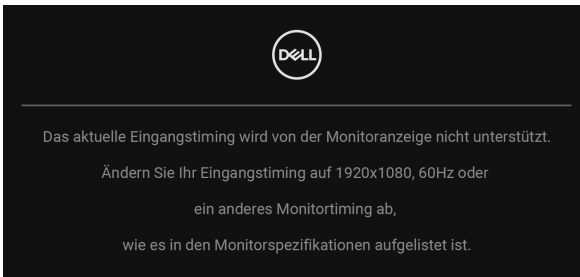 DELL
Das aktuelle Eingangstiming wird von der Monitoranzeige nicht unterstützt.
Ändern Sie Ihr Eingangstiming auf 1920x1080, 60Hz oder
ein anderes Monitortiming ab,
wie es in den Monitorspezifikationen aufgelistet ist.